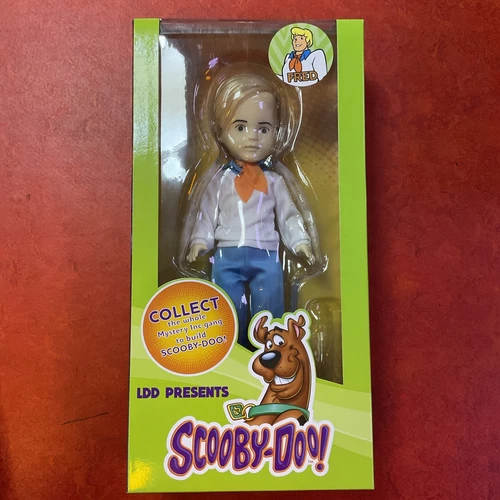 FRED
COLLECT
the whole
Mystery Inc gang
to build
SCOOBY-DOO!
LDD PRESENTS
SCOOBY-DOO!